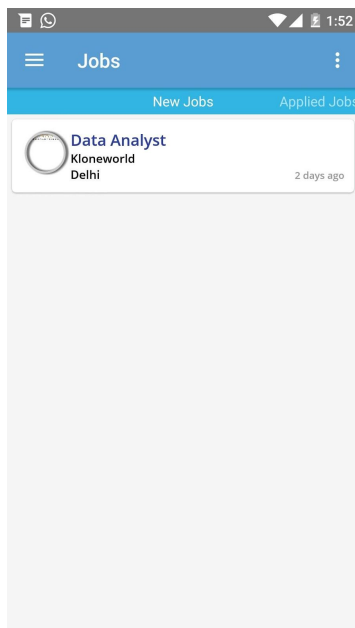 1:52
Jobs
New Jobs Applied Jobs
Data Analyst
Kloneworld
Delhi 2 days ago